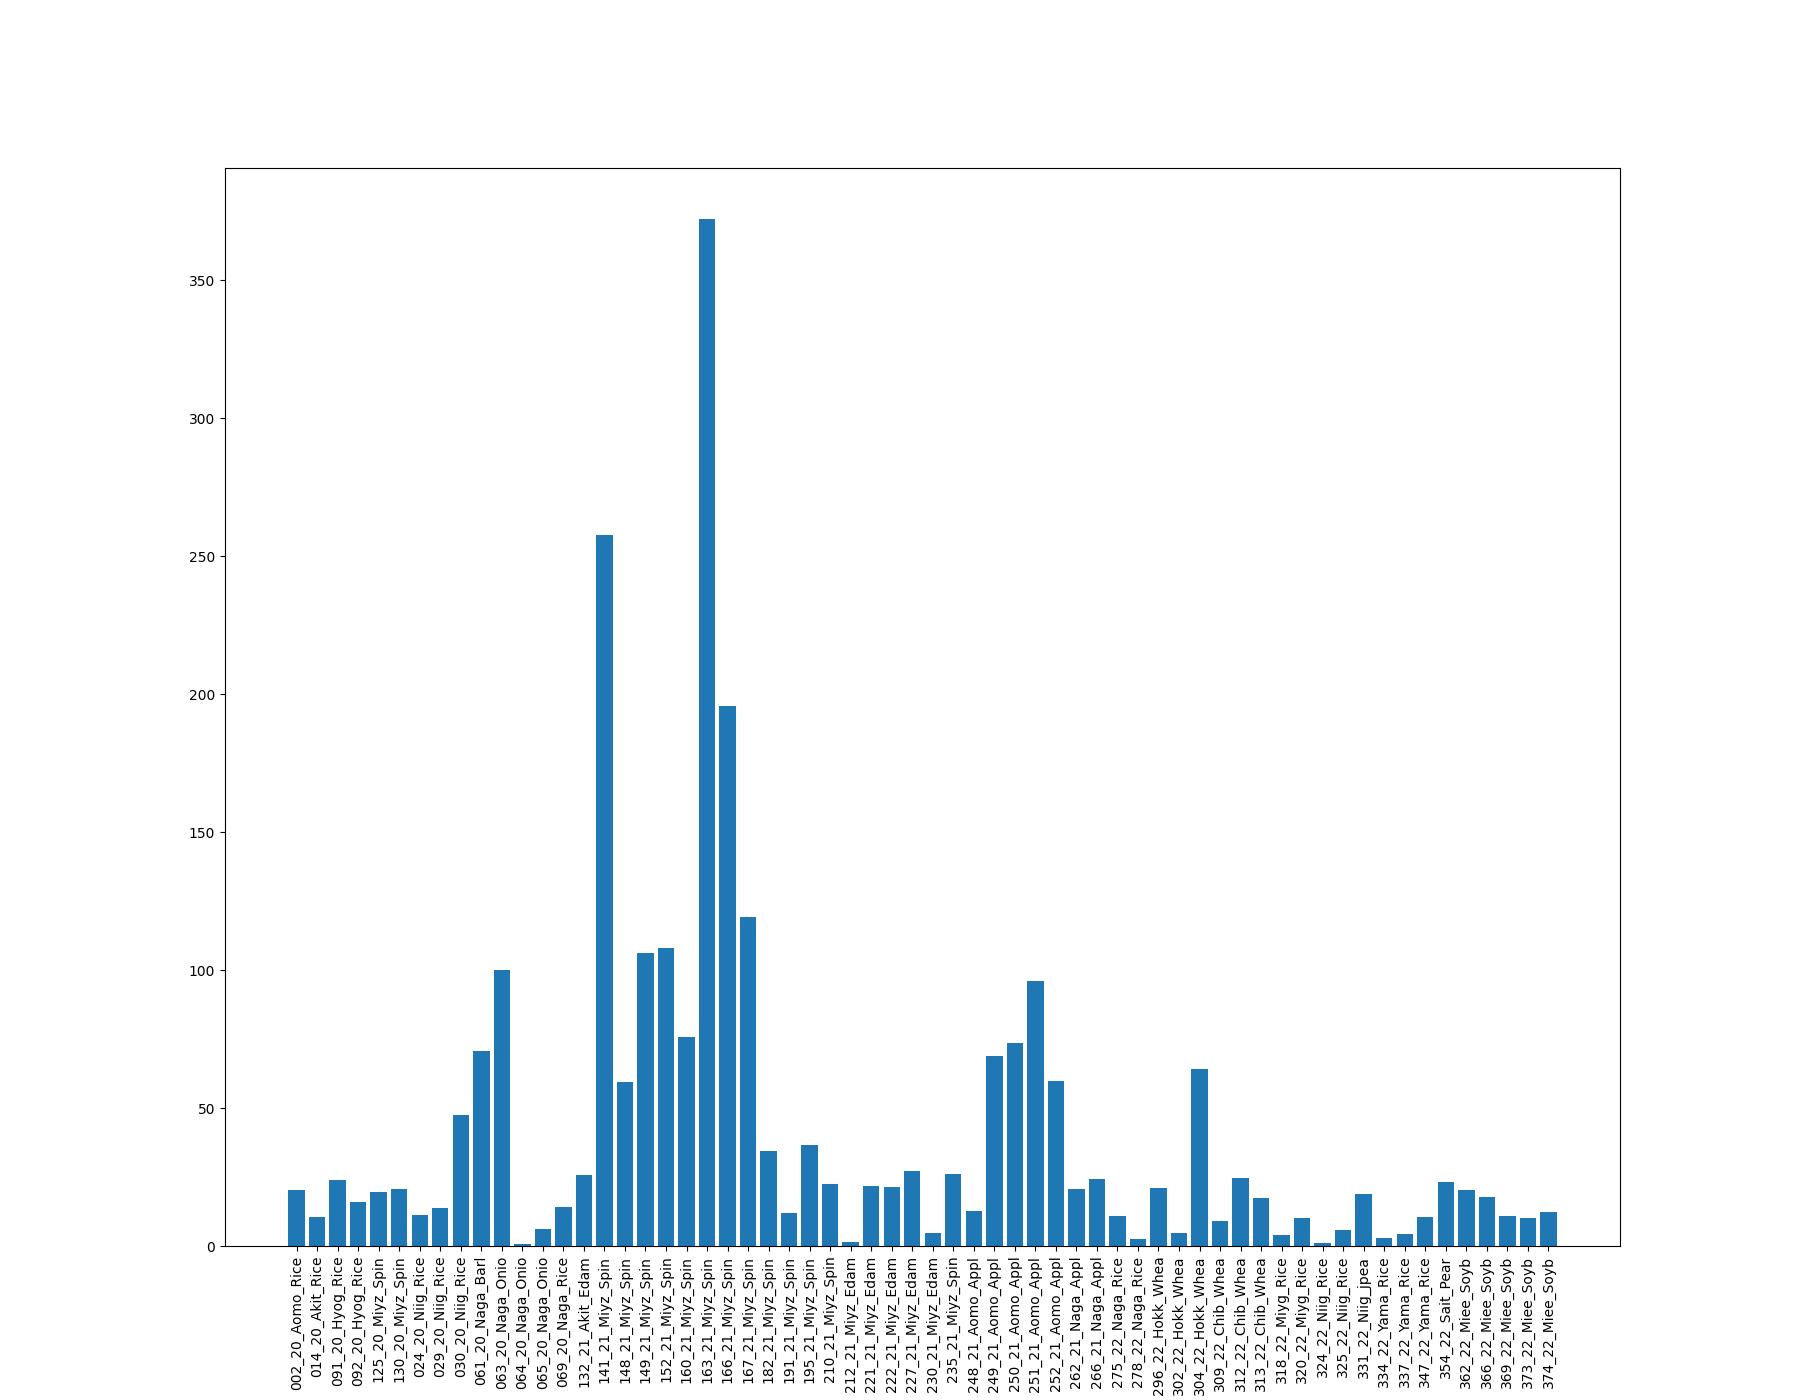 350
300
250
200
150
100
50
0
002_20_Aomo_Rice
014_20_Akit_Rice
091_20_Hyog_Rice
092_20_Hyog_Rice
125_20_Miyz_Spin
130_20_Miyz_Spin
024_20_Niig_Rice
029_20_Niig_Rice
030_20_Niig_Rice
061_20_Naga_Barl
063_20_Naga_Onio
064_20_Naga_Onio
065_20_Naga_Onio
069_20_Naga_Rice
132_21_Akit_Edam
141_21_Miyz_Spin
148_21_Miyz_Spin
149_21_Miyz_Spin
152_21_Miyz_Spin
160_21_Miyz_Spin
163_21_Miyz_Spin
166_21_Miyz_Spin
167_21_Miyz_Spin
182_21_Miyz_Spin
191_21_Miyz_Spin
195_21_Miyz_Spin
210_21_Miyz_Spin
212_21_Miyz_Edam
221_21_Miyz_Edam
222_21_Miyz_Edam
227_21_Miyz_Edam
230_21_Miyz_Edam
235_21_Miyz_Spin
248_21_Aomo_Appl
249_21_Aomo_Appl
250_21_Aomo_Appl
251_21_Aomo_Appl
252_21_Aomo_Appl
262_21_Naga_Appl
266_21_Naga_Appl
275_22_Naga_Rice
278_22_Naga_Rice
296_22_Hokk_Whea
302_22_Hokk_Whea
304_22_Hokk_Whea
309_22_Chib_Whea
312_22_Chib_Whea
313_22_Chib_Whea
318_22_Miyg_Rice
320_22_Miyg_Rice
324_22_Niig_Rice
325_22_Niig_Rice
331_22_Niig_jpea
334_22_Yama_Rice
337_22_Yama_Rice
347_22_Yama_Rice
354_22_Sait_Pear
362_22_Miee_Soyb
366_22_Miee_Soyb
369_22_Miee_Soyb
373_22_Miee_Soyb
374_22_Miee_Soyb